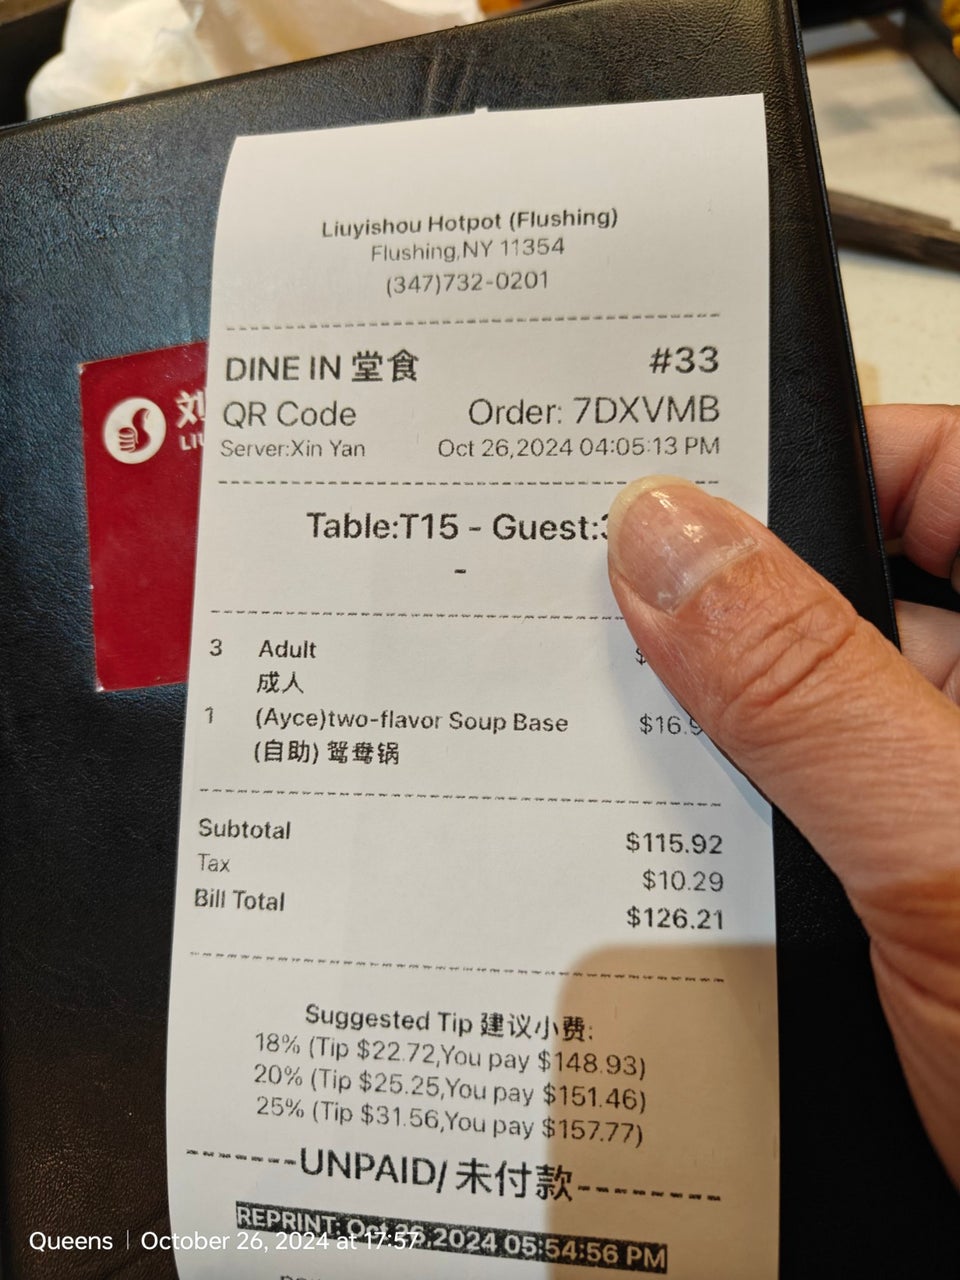 Liuyishou Hotpot (Flushing)
Flushing,NY 11354
(347)732-0201
DINE IN 堂食 #33
QR Code Order: 7DXVMB
Server:Xin Yan Oct 26,2024 04:05:13 PM
Table:T15 - Guest:
-
3 Adult $
成人
1 (Ayce)two-flavor Soup Base $16.9
(自助) 鸳鸯锅
Subtotal $115.92
Tax $10.29
Bill Total $126.21
Suggested Tip 建议小费:
18% (Tip $22.72,You pay $148.93)
20% (Tip $25.25,You pay $151.46)
25% (Tip $31.56,You pay $157.77)
-------UNPAID/ 未付款-------
REPRINT: Oct 26,2024 05:54:56 PM
刘
LIU
Queens | October 26, 2024 at 17:57